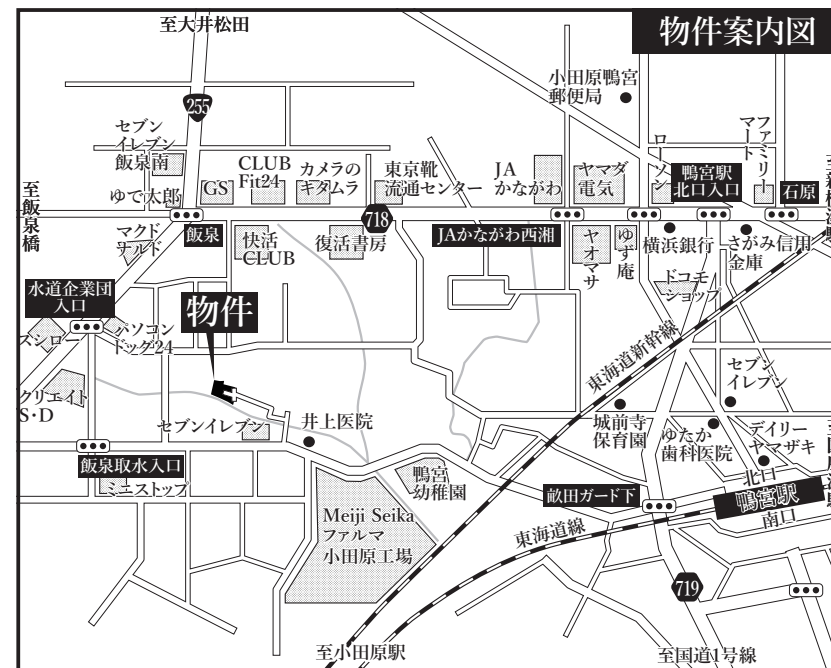 物件案内図
至大井松田
255
小田原鴨宮
郵便局
セブン
イレブン
飯泉南
ゆで太郎
GS
CLUB
Fit24
カメラの
キタムラ
東京靴
流通センター
JA
かながわ
ヤマダ
電気
ローソン
鴨宮駅
北口入口
ファミリー
マート
石原
至飯泉橋
飯泉
718
JAかながわ西湘
マクド
ナルド
快活
CLUB
復活書房
ヤオマサ
ゆず庵
横浜銀行
さがみ信用
金庫
ドコモ
ショップ
水道企業団
入口
物件
スシロー
パソコン
ドッグ24
東海道新幹線
セブン
イレブン
クリエイト
S・D
セブンイレブン
井上医院
城前寺
保育園
ゆたか
歯科医院
デイリー
ヤマザキ
飯泉取水入口
ミニストップ
鴨宮
幼稚園
畝田ガード下
北口
鴨宮駅
南口
Meiji Seika
ファルマ
小田原工場
東海道線
719
至小田原駅
至国道1号線